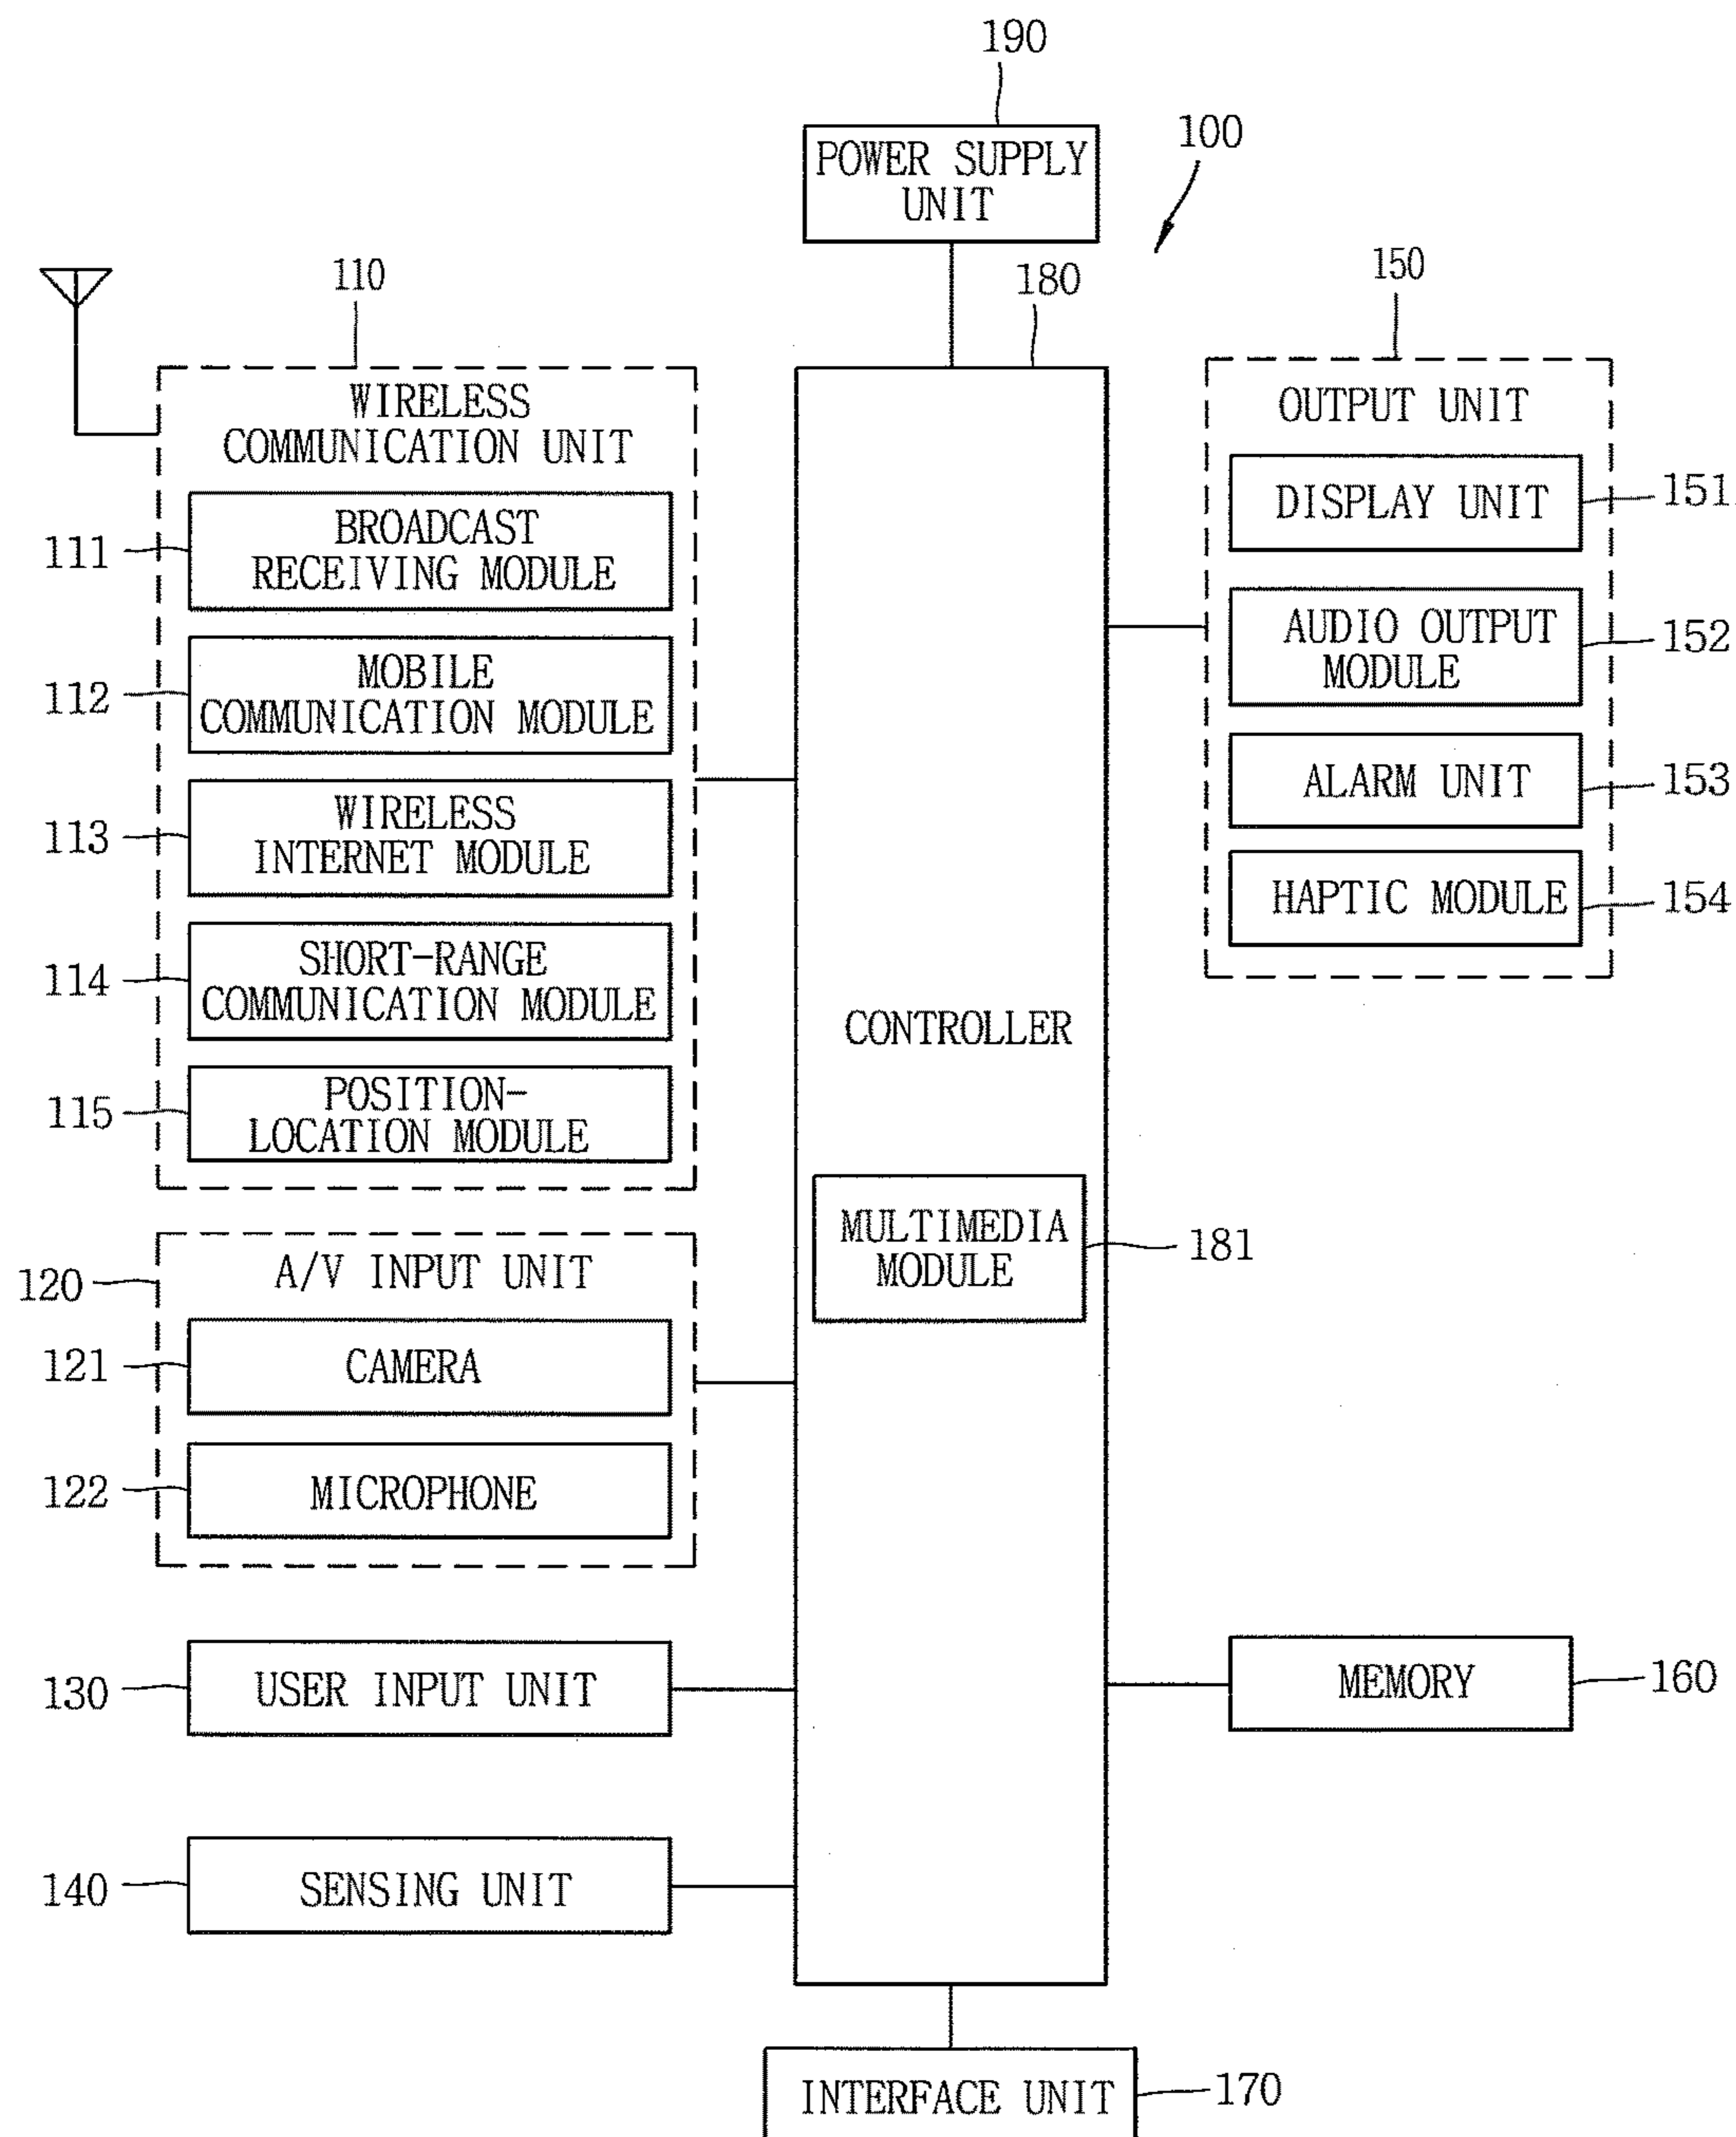 190
POWER SUPPLY
UNIT
100
110
180
150
WIRELESS
COMMUNICATION UNIT
111
BROADCAST
RECEIVING MODULE
112
MOBILE
COMMUNICATION MODULE
113
WIRELESS
INTERNET MODULE
114
SHORT-RANGE
COMMUNICATION MODULE
115
POSITION-
LOCATION MODULE
120
A/V INPUT UNIT
121
CAMERA
122
MICROPHONE
130
USER INPUT UNIT
140
SENSING UNIT
CONTROLLER
MULTIMEDIA
MODULE
181
OUTPUT UNIT
DISPLAY UNIT
151
AUDIO OUTPUT
MODULE
152
ALARM UNIT
153
HAPTIC MODULE
154
MEMORY
160
INTERFACE UNIT
170